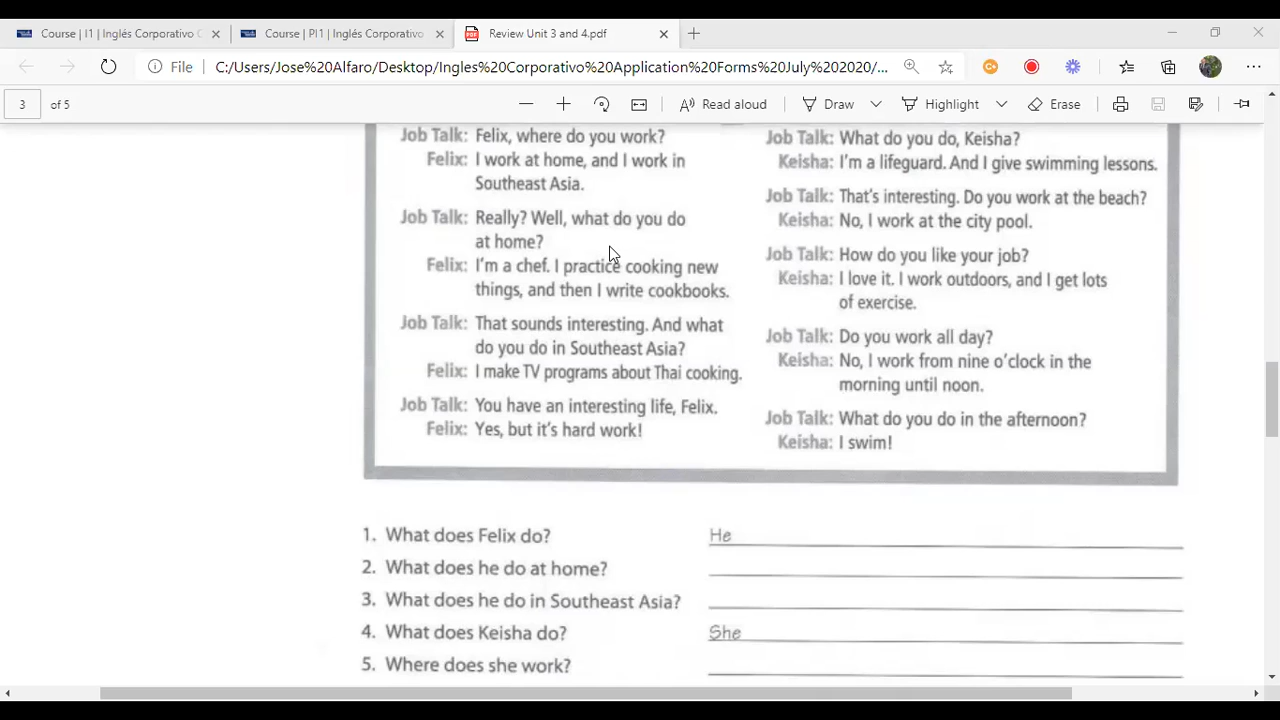 Course | I1 | Inglés Corporativo C
Course | PI1 | Inglés Corporativo
Review Unit 3 and 4.pdf
File
C:/Users/Jose%20Alfaro/Desktop/Ingles%20Corporativo%20Application%20Forms%20July%202020/...
3 of 5
Read aloud
Draw
Highlight
Erase
Job Talk: Felix, where do you work?
Felix: I work at home, and I work in
Southeast Asia.
Job Talk: Really? Well, what do you do
at home?
Felix: I'm a chef. I practice cooking new
things, and then I write cookbooks.
Job Talk: That sounds interesting. And what
do you do in Southeast Asia?
Felix: I make TV programs about Thai cooking.
Job Talk: You have an interesting life, Felix.
Felix: Yes, but it's hard work!
Job Talk: What do you do, Keisha?
Keisha: I'm a lifeguard. And I give swimming lessons.
Job Talk: That's interesting. Do you work at the beach?
Keisha: No, I work at the city pool.
Job Talk: How do you like your job?
Keisha: I love it. I work outdoors, and I get lots
of exercise.
Job Talk: Do you work all day?
Keisha: No, I work from nine o'clock in the
morning until noon.
Job Talk: What do you do in the afternoon?
Keisha: I swim!
1. What does Felix do? He
2. What does he do at home?
3. What does he do in Southeast Asia?
4. What does Keisha do? She
5. Where does she work?